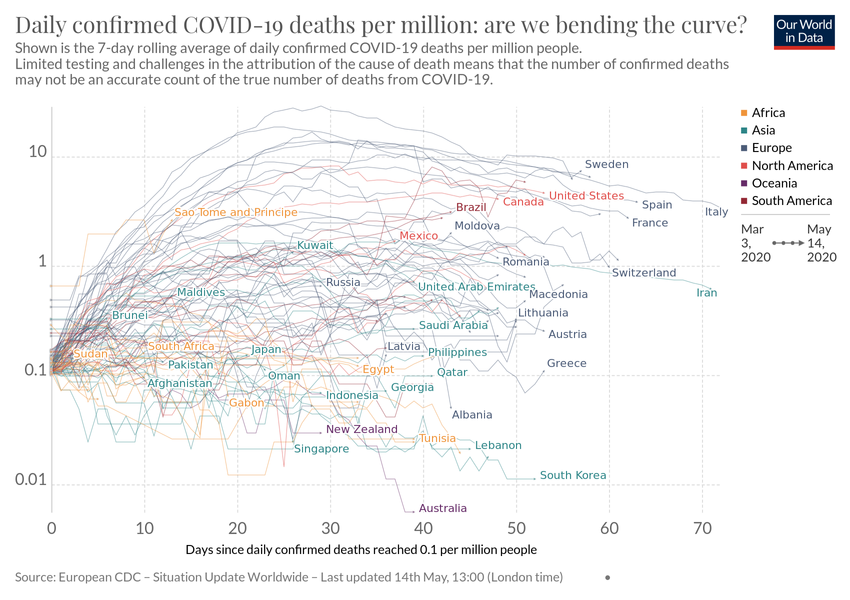 Daily confirmed COVID-19 deaths per million: are we bending the curve?
Our World
in Data
Shown is the 7-day rolling average of daily confirmed COVID-19 deaths per million people.
Limited testing and challenges in the attribution of the cause of death means that the number of confirmed deaths
may not be an accurate count of the true number of deaths from COVID-19.
Africa
Asia
Europe
North America
Oceania
South America
Mar
3,
2020
May
14,
2020
10
1
0.1
0.01
Sweden
United States
Canada
Spain
Italy
Brazil
Sao Tome and Principe
France
Moldova
Mexico
Kuwait
Romania
Switzerland
Russia
United Arab Emirates
Iran
Maldives
Macedonia
Brunei
Lithuania
Saudi Arabia
Austria
South Africa
Japan
Latvia
Philippines
Sudan
Pakistan
Egypt
Qatar
Greece
Afghanistan
Oman
Georgia
Indonesia
Gabon
Albania
New Zealand
Tunisia
Singapore
Lebanon
South Korea
Australia
0 10 20 30 40 50 60 70
Days since daily confirmed deaths reached 0.1 per million people
Source: European CDC – Situation Update Worldwide – Last updated 14th May, 13:00 (London time)